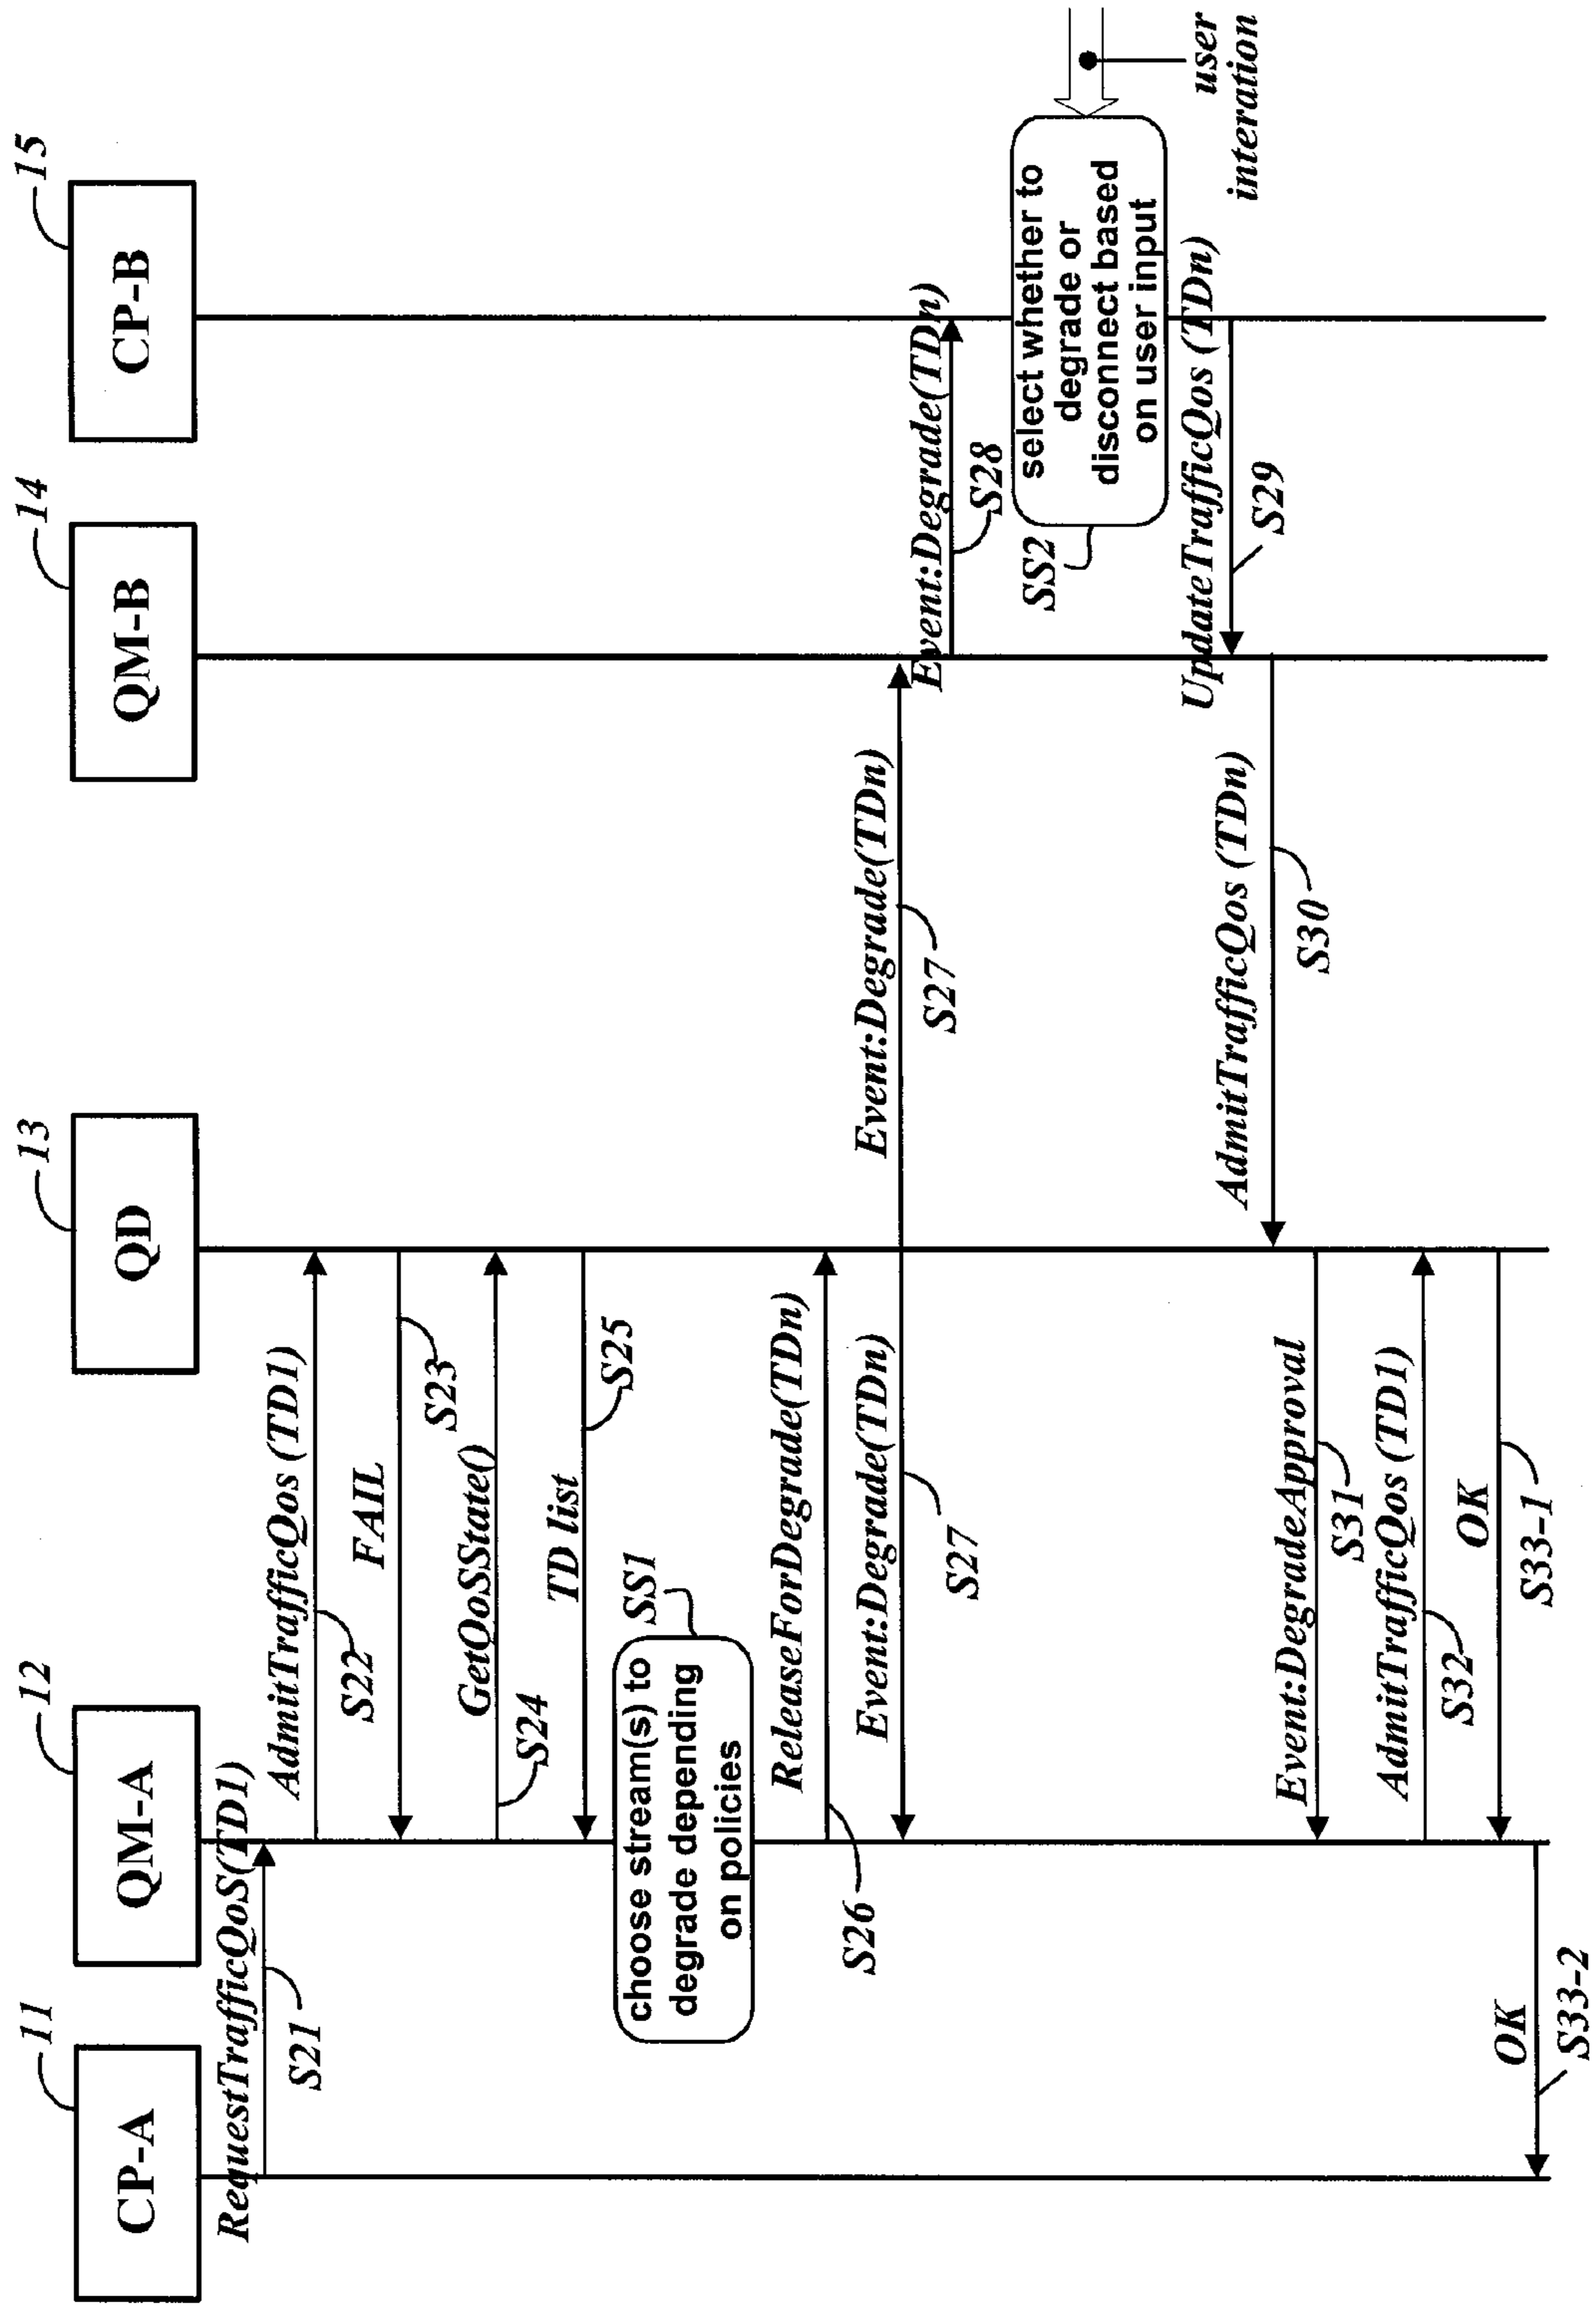 11
12
13
14
15
CP-A
QM-A
QD
QM-B
CP-B
RequestTrafficQoS(TD1)
S21
AdmitTrafficQos (TD1)
S22
FAIL
S23
GetQoSState()
S24
TD list
S25
SS1
choose stream(s) to
degrade depending
on policies
ReleaseForDegrade(TDn)
S26
Event:Degrade(TDn)
S27
Event:Degrade(TDn)
S27
Event:Degrade(TDn)
S28
SS2
select whether to
degrade or
disconnect based
on user input
user
interation
UpdateTrafficQos (TDn)
S29
AdmitTrafficQos (TDn)
S30
Event:DegradeApproval
S31
AdmitTrafficQos (TD1)
S32
OK
S33-1
OK
S33-2